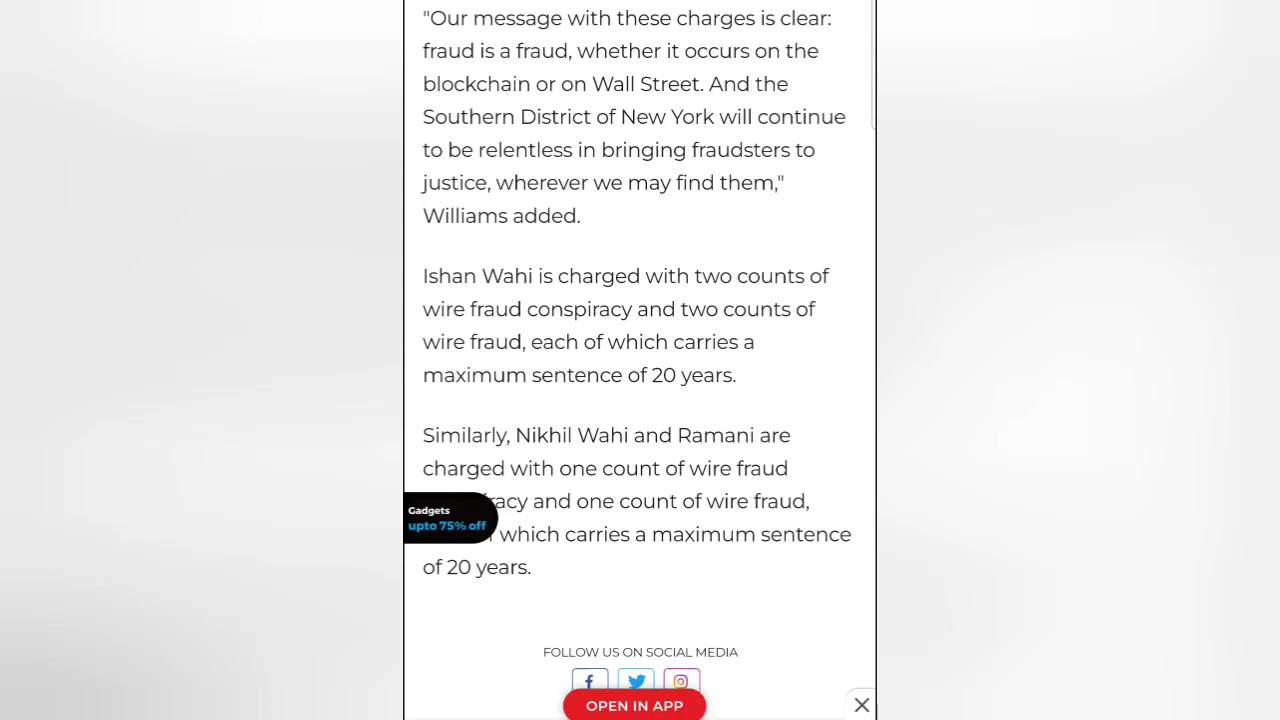 "Our message with these charges is clear:
fraud is a fraud, whether it occurs on the
blockchain or on Wall Street. And the
Southern District of New York will continue
to be relentless in bringing fraudsters to
justice, wherever we may find them,"
Williams added.
Ishan Wahi is charged with two counts of
wire fraud conspiracy and two counts of
wire fraud, each of which carries a
maximum sentence of 20 years.
Similarly, Nikhil Wahi and Ramani are
charged with one count of wire fraud
and one count of wire fraud,
which carries a maximum sentence
of 20 years.
Gadgets
upto 75% off
FOLLOW US ON SOCIAL MEDIA
OPEN IN APP